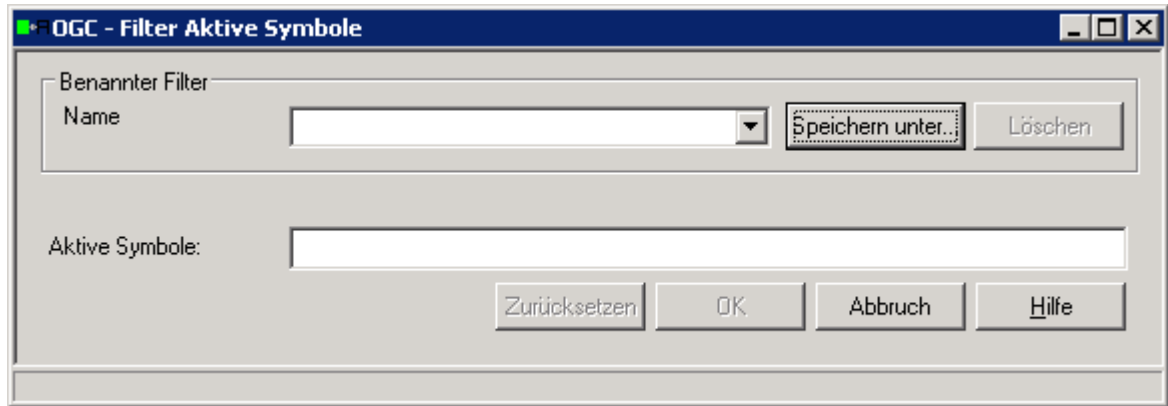 OGC - Filter Aktive Symbole
Benannter Filter
Name
Speichern unter...
Löschen
Aktive Symbole:
Zurücksetzen OK Abbruch Hilfe